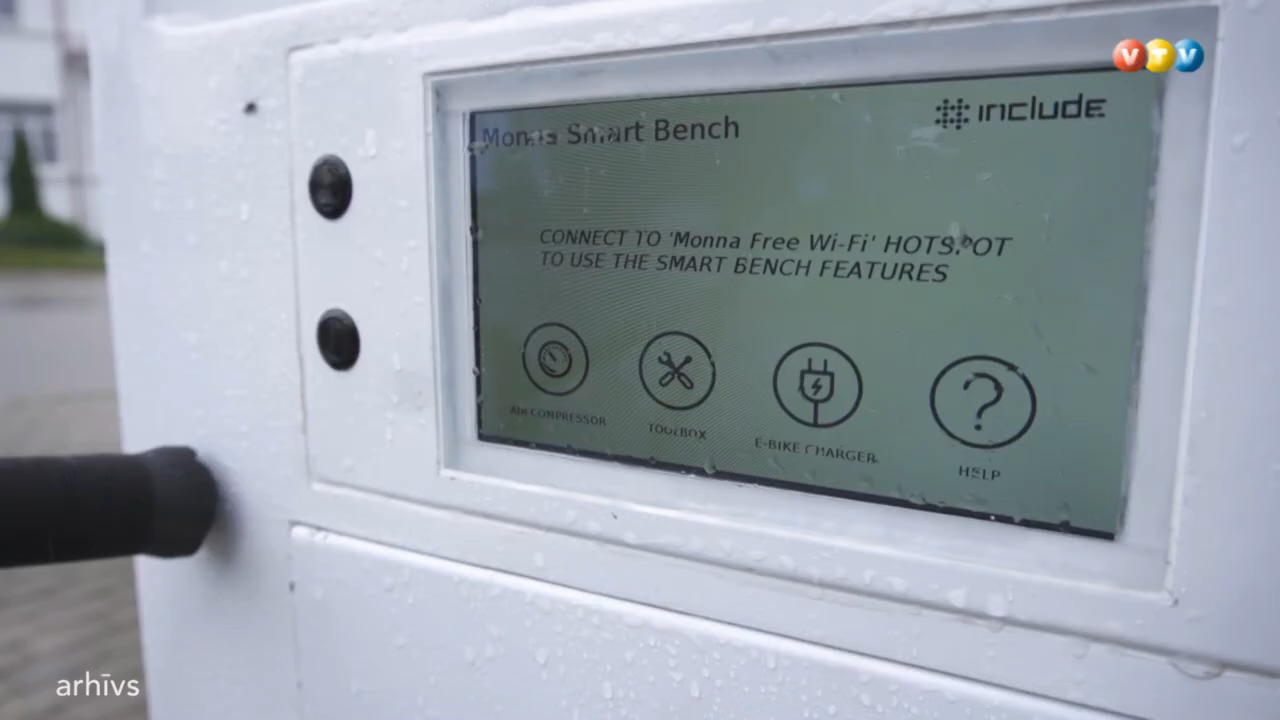 VTV
include
Monna Smart Bench
CONNECT TO 'Monna Free Wi-Fi' HOTSPOT
TO USE THE SMART BENCH FEATURES
AIR COMPRESSOR
TOOLBOX
E-BIKE CHARGER
HELP
arhīvs